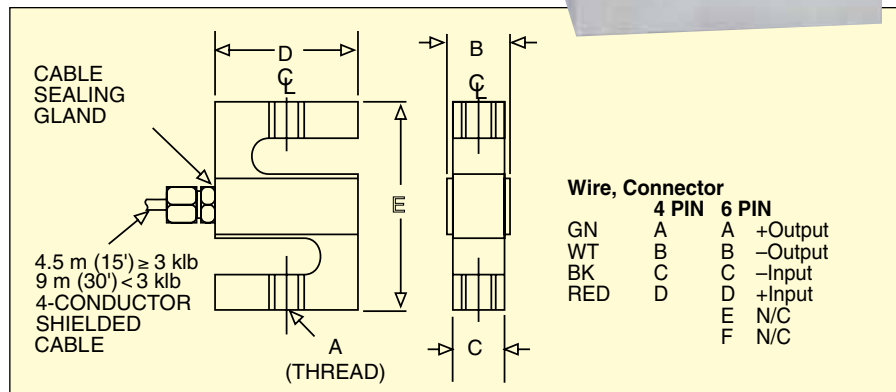 CABLE
SEALING
GLAND
D
C
L
B
C
L
E
4.5 m (15') ≥ 3 klb
9 m (30') < 3 klb
4-CONDUCTOR
SHIELDED
CABLE
A
(THREAD)
C
Wire, Connector
4 PIN 6 PIN
GN A A +Output
WT B B –Output
BK C C –Input
RED D D +Input
E N/C
F N/C